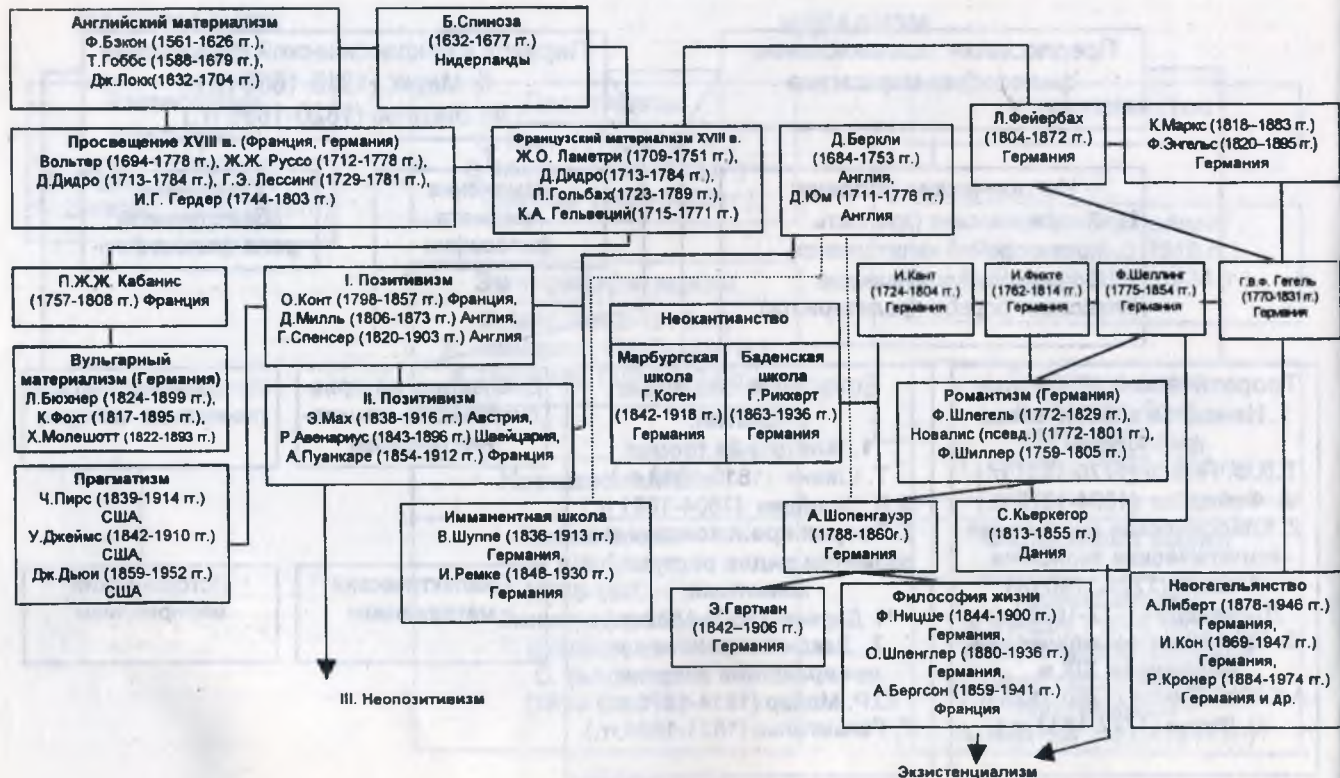 Английский материализм
Ф.Бэкон (1561-1626 гг.),
Т.Гоббс (1588-1679 гг.),
Дж.Локк(1632-1704 гг.)
Б.Спиноза
(1632-1677 гг.)
Нидерланды
Просвещение XVIII в. (Франция, Германия)
Вольтер (1694-1778 гг.), Ж.Ж. Руссо (1712-1778 гг.),
Д.Дидро (1713-784 гг.), Г.Э. Лессинг (1729-1781 гг.),
И.Г. Гердер (1744-1803 гг.)
Французский материализм XVIII в.
Ж.О. Ламетри (1709-1751 гг.),
Д.Дидро(1713-784 гг.),
П.Гольбах(1723-1789 гг.),
К.А. Гельвеций(1715-1771 гг.)
Д.Беркли
(1684-1753 гг.)
Англия,
Д.Юм (1711-1778 гг.)
Англия
Л.Фейербах
(1804-1872 гг.)
Германия
К.Маркс (1818-1883 гг.)
Ф.Энгельс (1820-1895 гг.)
Германия
П.Ж.Ж. Кабанис
(1757-1808 гг.) Франция
I. Позитивизм
О.Конт (1798-1857 гг.) Франция,
Д.Милль (1806-1873 гг.) Англия,
Г.Спенсер (1820-1903 гг.) Англия
Неокантианство
Марбургская
школа
Г.Коген
(1842-1918 гг.)
Германия
Баденская
школа
Г.Риккерт
(1863-1936 гг.)
Германия
И.Кант
(1724-1804 гг.)
Германия
И.Фихте
(1762-1814 гг.)
Германия
Ф.Шеллинг
(1775-1854 гг.)
Германия
Г.В.Ф. Гегель
(1770-1831 гг.)
Германия
Вульгарный
материализм (Германия)
Л.Бюхнер (1824-1899 гг.),
К.Фохт (1817-1895 гг.),
Х.Молешотт (1822-1893 гг.)
II. Позитивизм
Э.Мах (1838-1916 гг.) Австрия,
Р.Авенариус (1843-1896 гг.) Швейцария,
А.Пуанкаре (1854-1912 гг.) Франция
Романтизм (Германия)
Ф.Шлегель (1772-1829 гг.),
Новалис (псевд.) (1772-1801 гг.),
Ф.Шиллер (1759-1805 гг.)
Прагматизм
Ч.Пирс (1839-1914 гг.)
США,
У.Джеймс (1842-1910 гг.)
США,
Дж.Дьюи (1859-1952 гг.)
США
Имманентная школа
В.Шуппе (1836-1913 гг.)
Германия,
И.Ремке (1848-1930 гг.)
Германия
А.Шопенгауэр
(1788-1860г.)
Германия
С.Кьеркегор
(1813-1855 гг.)
Дания
Э.Гартман
(1842-1906 гг.)
Германия
Философия жизни
Ф.Ницше (1844-1900 гг.)
Германия,
О.Шпенглер (1880-1936 гг.)
Германия,
А.Бергсон (1859-1941 гг.)
Франция
Неогегельянство
А.Либерт (1878-1946 гг.)
Германия,
И.Кон (1869-1947 гг.)
Германия,
Р.Кронер (1884-1974 гг.)
Германия и др.
III. Неопозитивизм
Экзистенциализм